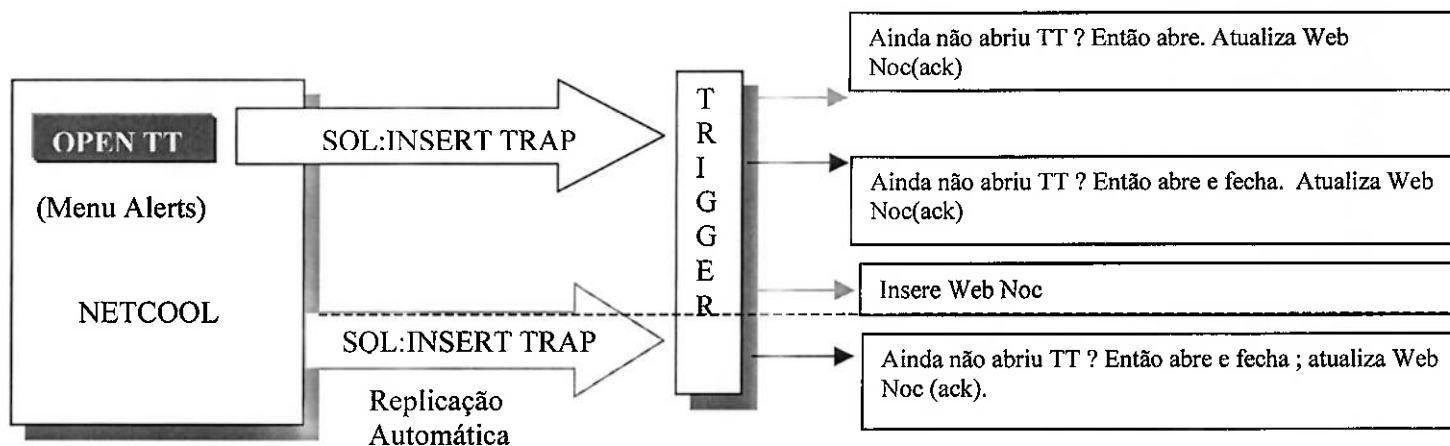 OPEN TT
(Menu Alerts)
NETCOOL
SOL:INSERT TRAP
SOL:INSERT TRAP
Replicação
Automática
T
R
I
G
G
E
R
Ainda não abriu TT ? Então abre. Atualiza Web
Noc(ack)
Ainda não abriu TT ? Então abre e fecha. Atualiza Web
Noc(ack)
Insere Web Noc
Ainda não abriu TT ? Então abre e fecha ; atualiza Web
Noc (ack).